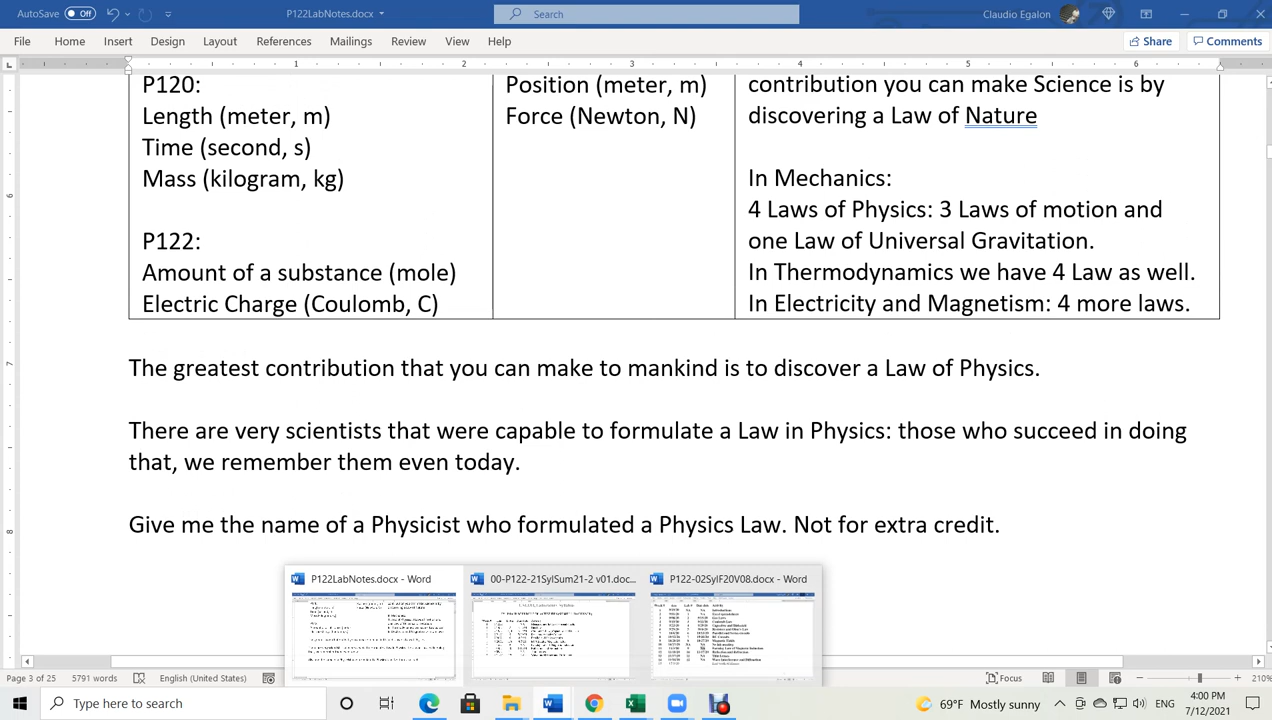 AutoSave Off P122LabNotes.docx Search Claudio Egalon
File Home Insert Design Layout References Mailings Review View Help Share Comments
1 2 3 4 5 6
P120:
Length (meter, m)
Time (second, s)
Mass (kilogram, kg)
P122:
Amount of a substance (mole)
Electric Charge (Coulomb, C)
Position (meter, m)
Force (Newton, N)
contribution you can make Science is by
discovering a Law of Nature
In Mechanics:
4 Laws of Physics: 3 Laws of motion and
one Law of Universal Gravitation.
In Thermodynamics we have 4 Law as well.
In Electricity and Magnetism: 4 more laws.
The greatest contribution that you can make to mankind is to discover a Law of Physics.
There are very scientists that were capable to formulate a Law in Physics: those who succeed in doing
that, we remember them even today.
Give me the name of a Physicist who formulated a Physics Law. Not for extra credit.
P122LabNotes.docx - Word 00-P122-21SylSum21-2 v01.doc... P122-02SylF20V08.docx - Word
Page 3 of 25 5791 words English (United States) Focus 210%
Type here to search 69°F Mostly sunny ENG 4:00 PM
7/12/2021